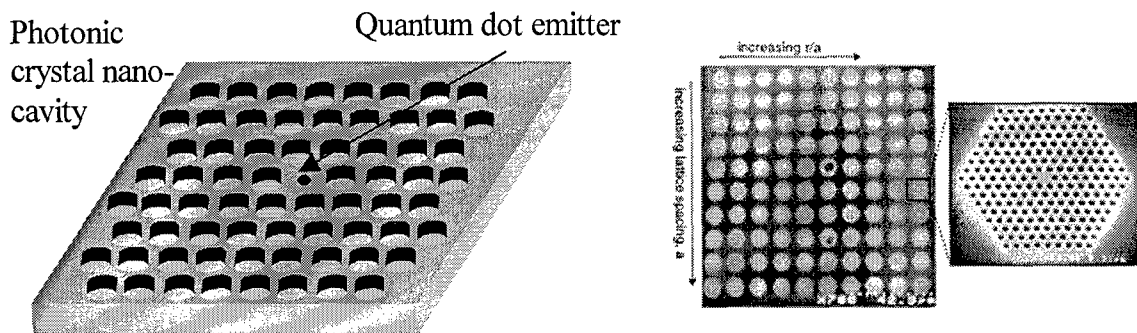 Photonic
crystal nano-
cavity
Quantum dot emitter
increasing r/a
increasing lattice spacing, a